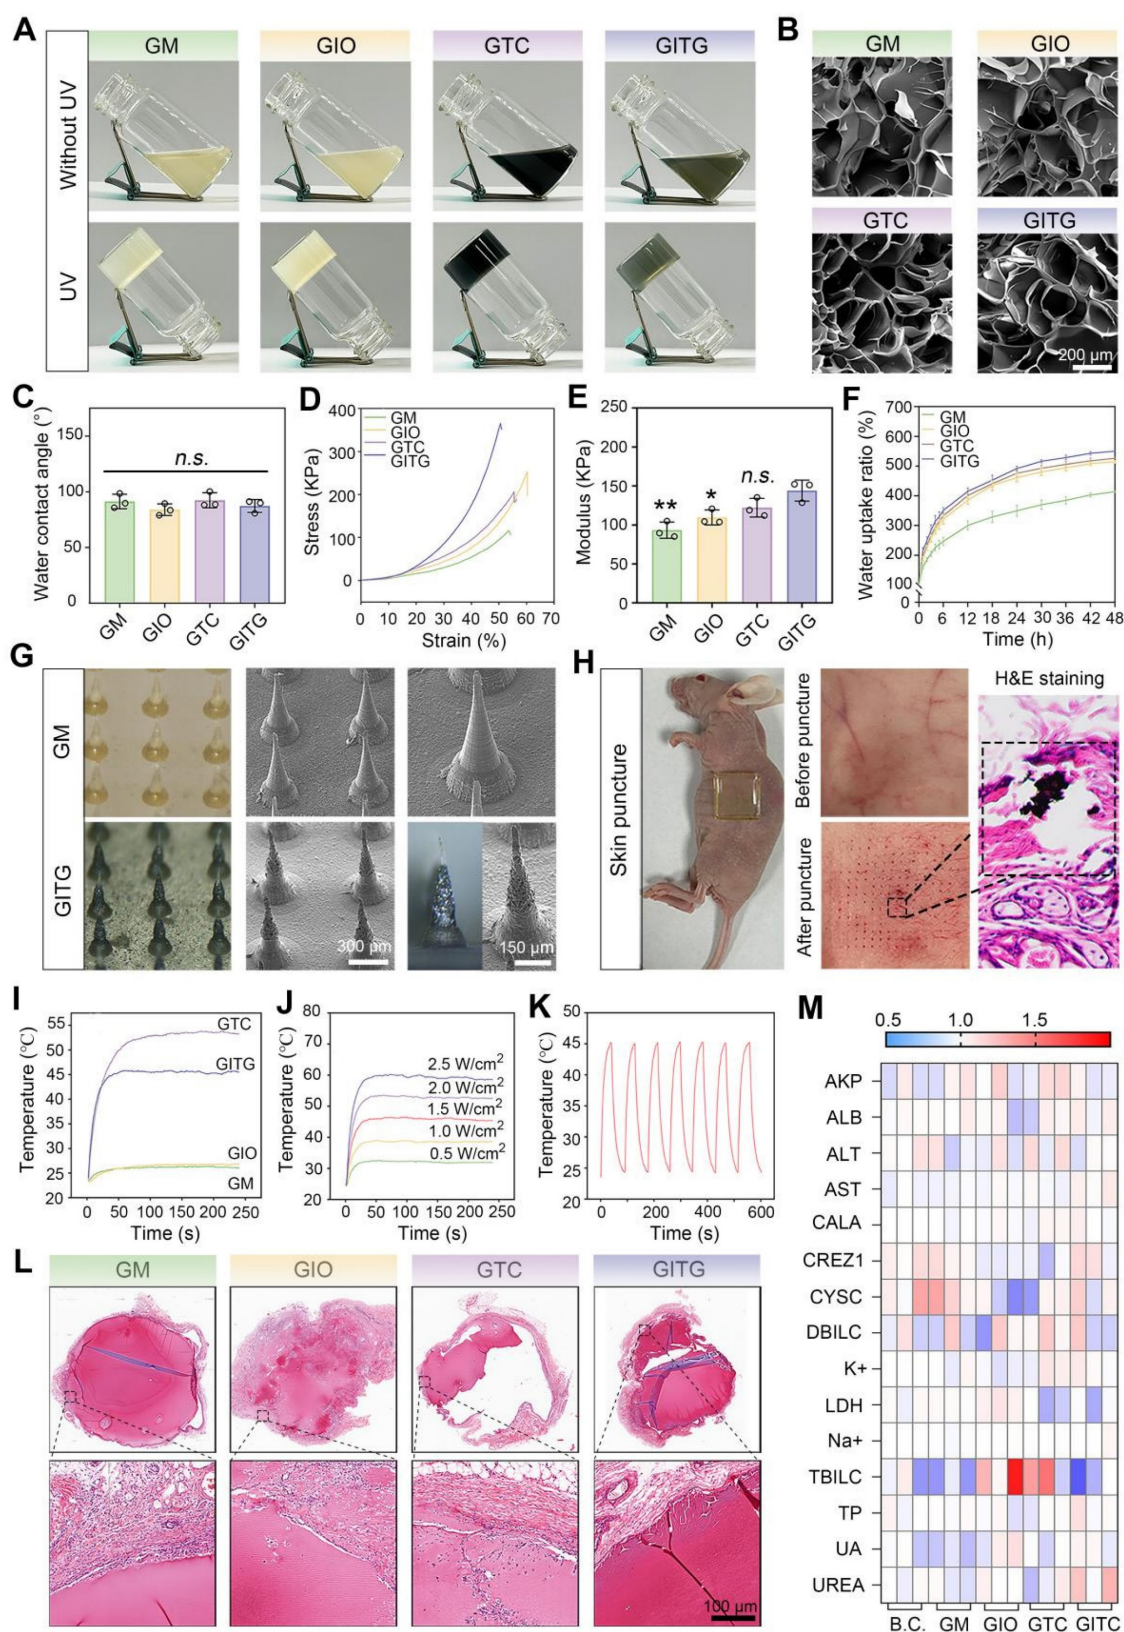 A
GM GIO GTC GITG
Without UV
UV
B
GM GIO
GTC GITG
200 μm
C
Water contact angle (°)
150
100
50
0
n.s.
GM GIO GTC GITG
D
Stress (KPa)
400
300
200
100
0
GM
GIO
GTC
GITG
0 10 20 30 40 50 60 70
Strain (%)
E
Modulus (KPa)
250
200
150
100
50
0
** * n.s.
GM GIO GTC GITG
F
Water uptake ratio (%)
700
600
500
400
300
200
100
0
GM
GIO
GTC
GITG
0 6 12 18 24 30 36 42 48
Time (h)
G
GM
GITG
300 μm
150 μm
H
Skin puncture
Before puncture
After puncture
H&E staining
I
Temperature (℃)
55
50
45
40
35
30
25
20
GTC
GITG
GIO
GM
0 50 100 150 200 250
Time (s)
J
Temperature (℃)
80
70
60
50
40
30
20
2.5 W/cm²
2.0 W/cm²
1.5 W/cm²
1.0 W/cm²
0.5 W/cm²
0 50 100 150 200 250
Time (s)
K
Temperature (℃)
50
45
40
35
30
25
20
0 200 400 600
Time (s)
L
GM GIO GTC GITG
100 μm
M
0.5 1.0 1.5
AKP
ALB
ALT
AST
CALA
CREZ1
CYSC
DBILC
K+
LDH
Na+
TBILC
TP
UA
UREA
B.C. GM GIO GTC GITC